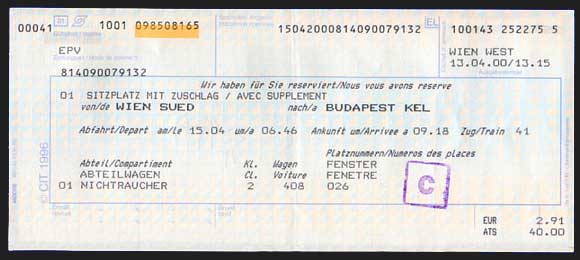 00041 1001 098508165 15042000814090079132 EL 100143 252275 5
EPV WIEN WEST
814090079132 13.04.00/13.15
Wir haben für Sie reserviert/Nous vous avons reserve
01 SITZPLATZ MIT ZUSCHLAG / AVEC SUPPLEMENT
von/de WIEN SUED nach/a BUDAPEST KEL
Abfahrt/Depart am/le 15.04 um/a 06.46 Ankunft um/Arrivee a 09.18 Zug/Train 41
Platznummern/Numeros des places
Abteil/Compartiment Kl. Wagen FENSTER
ABTEILWAGEN Cl. Voiture FENETRE
01 NICHTRAUCHER 2 408 026
C
© CIT 1996
EUR 2.91
ATS 40.00